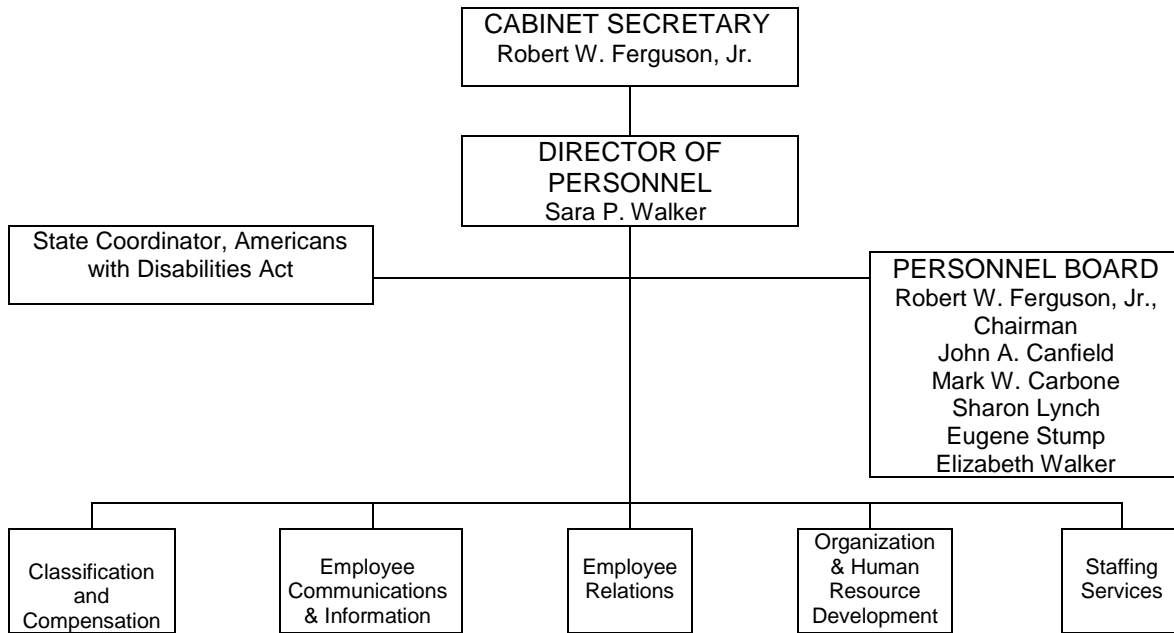 CABINET SECRETARY
Robert W. Ferguson, Jr.
DIRECTOR OF
PERSONNEL
Sara P. Walker
State Coordinator, Americans
with Disabilities Act
PERSONNEL BOARD
Robert W. Ferguson, Jr.,
Chairman
John A. Canfield
Mark W. Carbone
Sharon Lynch
Eugene Stump
Elizabeth Walker
Classification
and
Compensation
Employee
Communications
& Information
Employee
Relations
Organization
& Human
Resource
Development
Staffing
Services